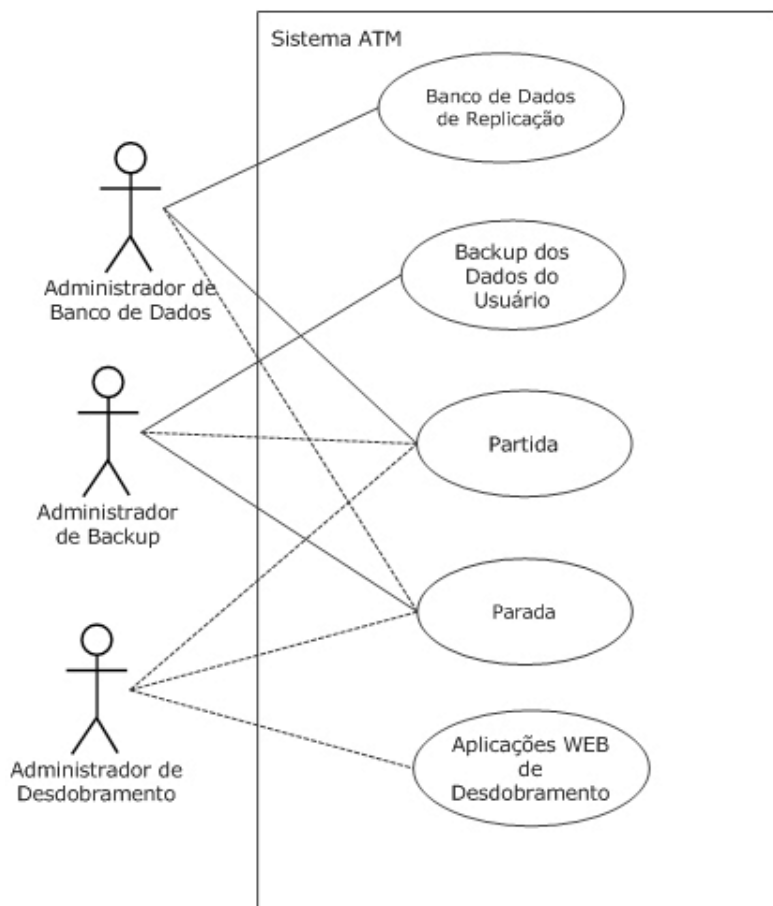 Sistema ATM
Banco de Dados
de Replicação
Administrador de
Banco de Dados
Backup dos
Dados do
Usuário
Administrador
de Backup
Partida
Parada
Administrador de
Desdobramento
Aplicações WEB
de
Desdobramento